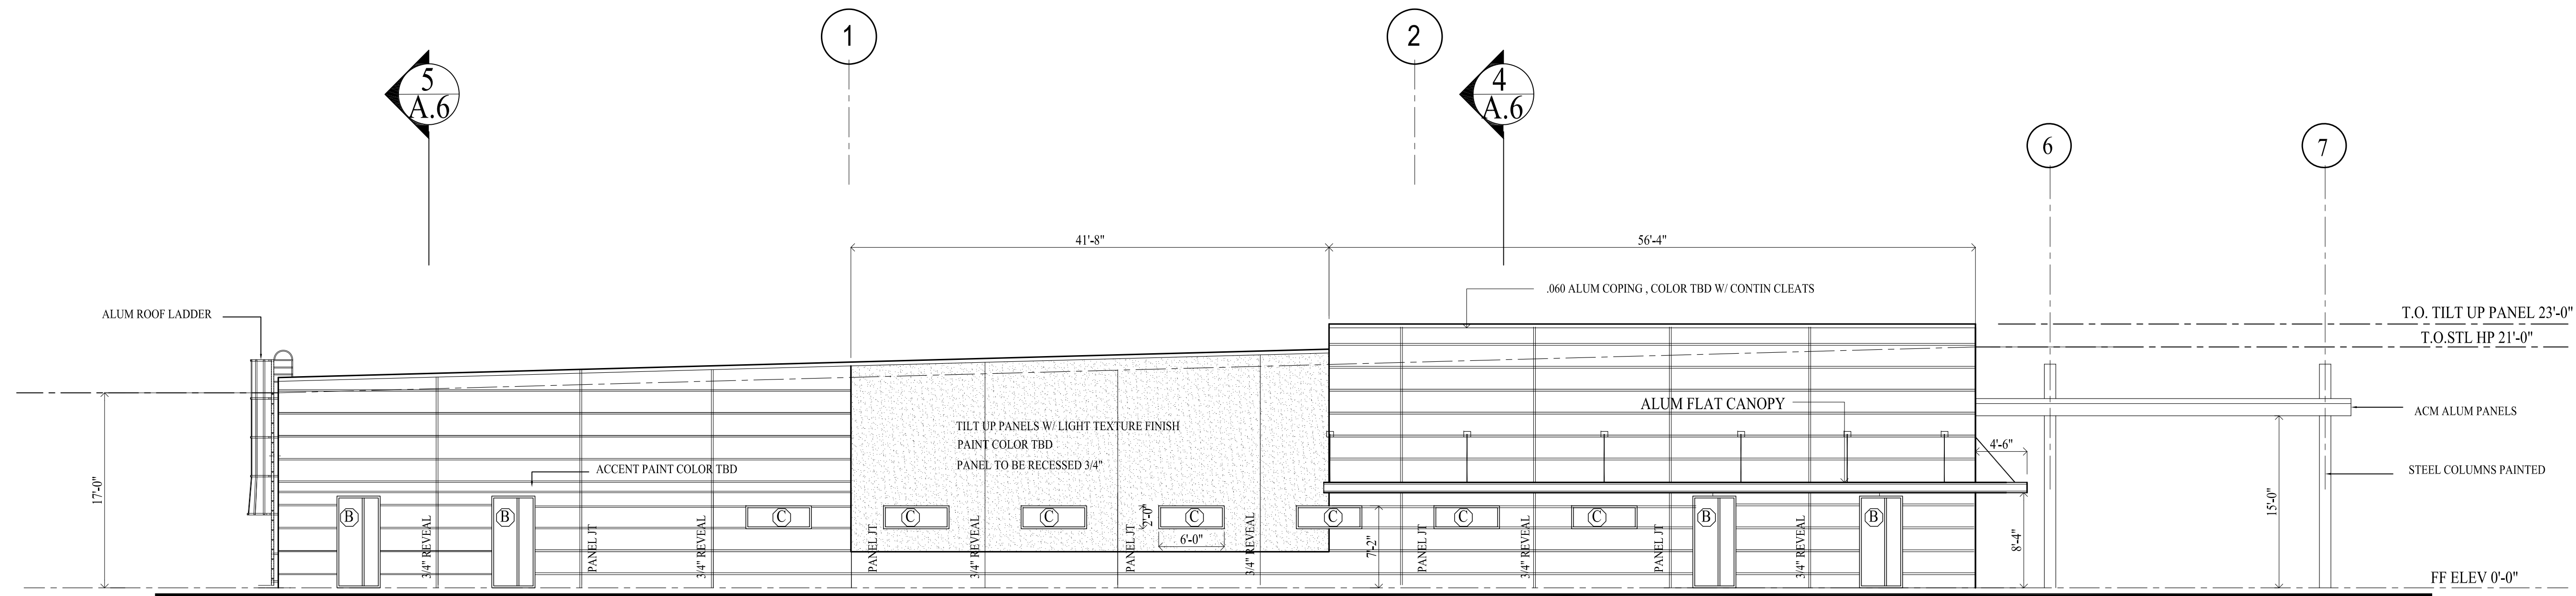 1
2
5
A.6
4
A.6
6
7
41'-8"
56'-4"
.060 ALUM COPING , COLOR TBD W/ CONTIN CLEATS
ALUM ROOF LADDER
T.O. TILT UP PANEL 23'-0"
T.O.STL HP 21'-0"
ALUM FLAT CANOPY
ACM ALUM PANELS
TILT UP PANELS W/ LIGHT TEXTURE FINISH
PAINT COLOR TBD
PANEL TO BE RECESSED 3/4"
4'-6"
ACCENT PAINT COLOR TBD
STEEL COLUMNS PAINTED
17'-0"
15'-0"
B
B
C
C
C
C
C
C
C
B
B
2'-0"
6'-0"
7'-2"
8'-4"
3/4" REVEAL
PANEL JT
3/4" REVEAL
PANEL JT
3/4" REVEAL
PANEL JT
3/4" REVEAL
PANEL JT
3/4" REVEAL
PANEL JT
3/4" REVEAL
FF ELEV 0'-0"